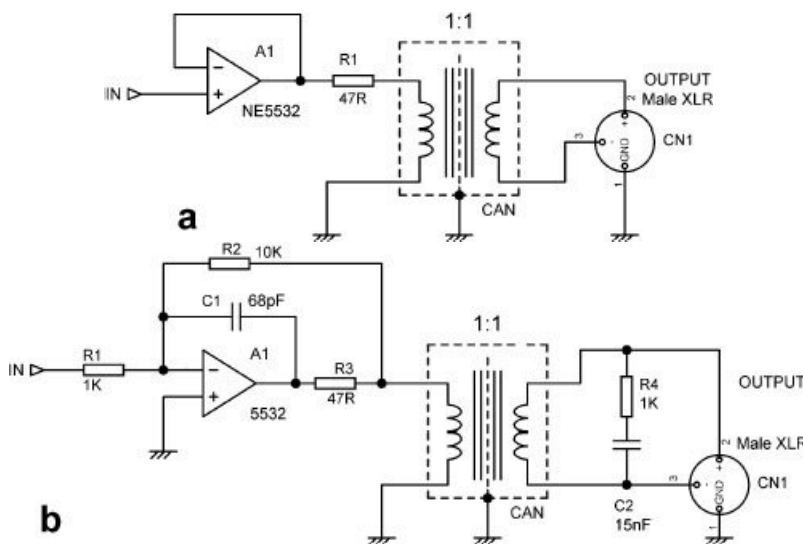 1:1
A1
IN
NE5532
R1
47R
OUTPUT
Male XLR
2
+
3
-
GND
1
CN1
CAN
a
R2 10K
C1 68pF
1:1
IN
R1
1K
A1
-
+
5532
R3
47R
R4
1K
OUTPUT
Male XLR
2
+
3
-
GND
1
CN1
C2
15nF
CAN
b